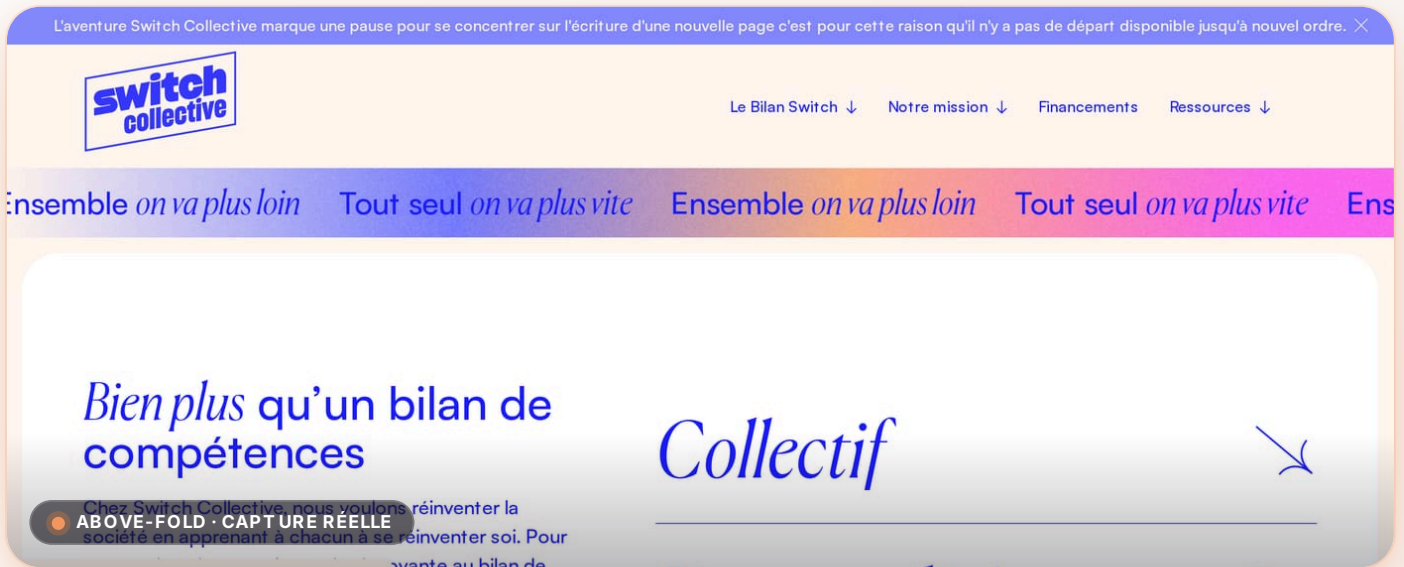 L'aventure Switch Collective marque une pause pour se concentrer sur l'écriture d'une nouvelle page c'est pour cette raison qu'il n'y a pas de départ disponible jusqu'à nouvel ordre.
switch
collective
Le Bilan Switch ↓ Notre mission ↓ Financements Ressources ↓
Ensemble on va plus loin Tout seul on va plus vite Ensemble on va plus loin Tout seul on va plus vite Ens
Bien plus qu'un bilan de
compétences
Collectif
Chez Switch Collective, nous voulons réinventer la
ABOVE-FOLD · CAPTURE RÉELLE
société en apprenant à chacun à se réinventer soi. Pour
au bilan de